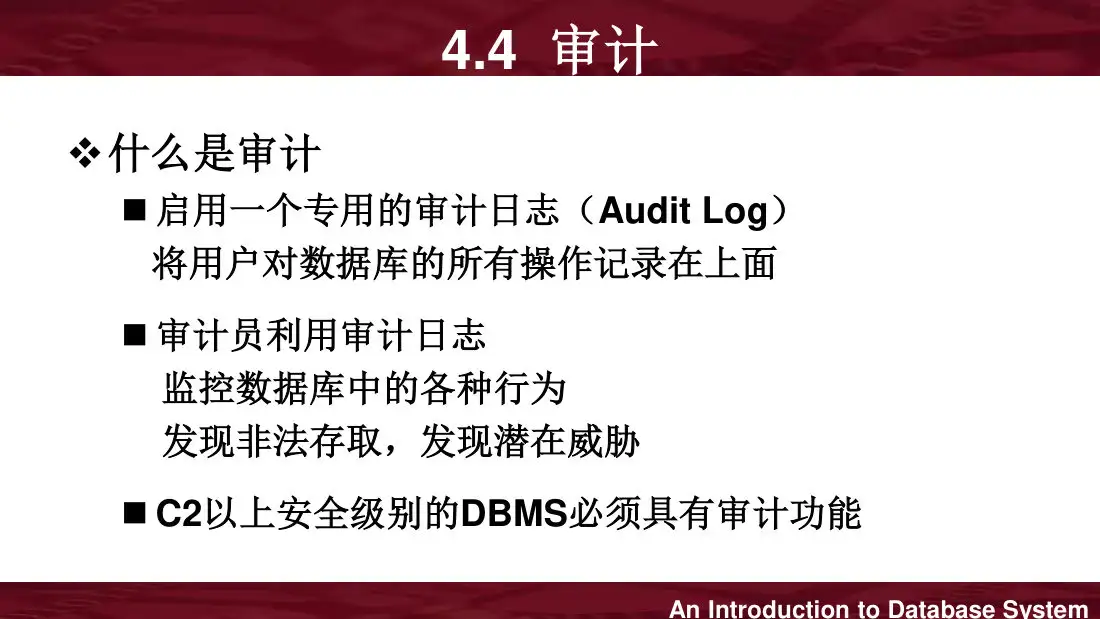 4.4 审计
❖什么是审计
■ 启用一个专用的审计日志（Audit Log）
将用户对数据库的所有操作记录在上面
■ 审计员利用审计日志
监控数据库中的各种行为
发现非法存取，发现潜在威胁
■ C2以上安全级别的DBMS必须具有审计功能
An Introduction to Database System